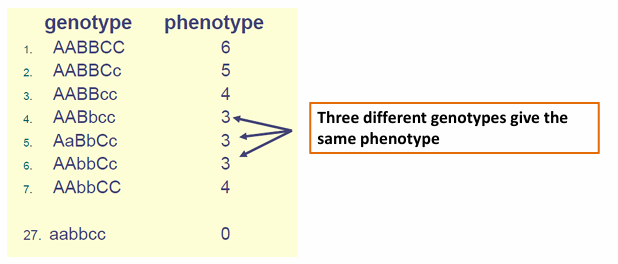 genotype phenotype
1. AABBCC 6
2. AABBCc 5
3. AABBcc 4
4. AABbcc 3
5. AaBbCc 3
6. AAbbCc 3
7. AAbbCC 4
27. aabbcc 0
Three different genotypes give the
same phenotype